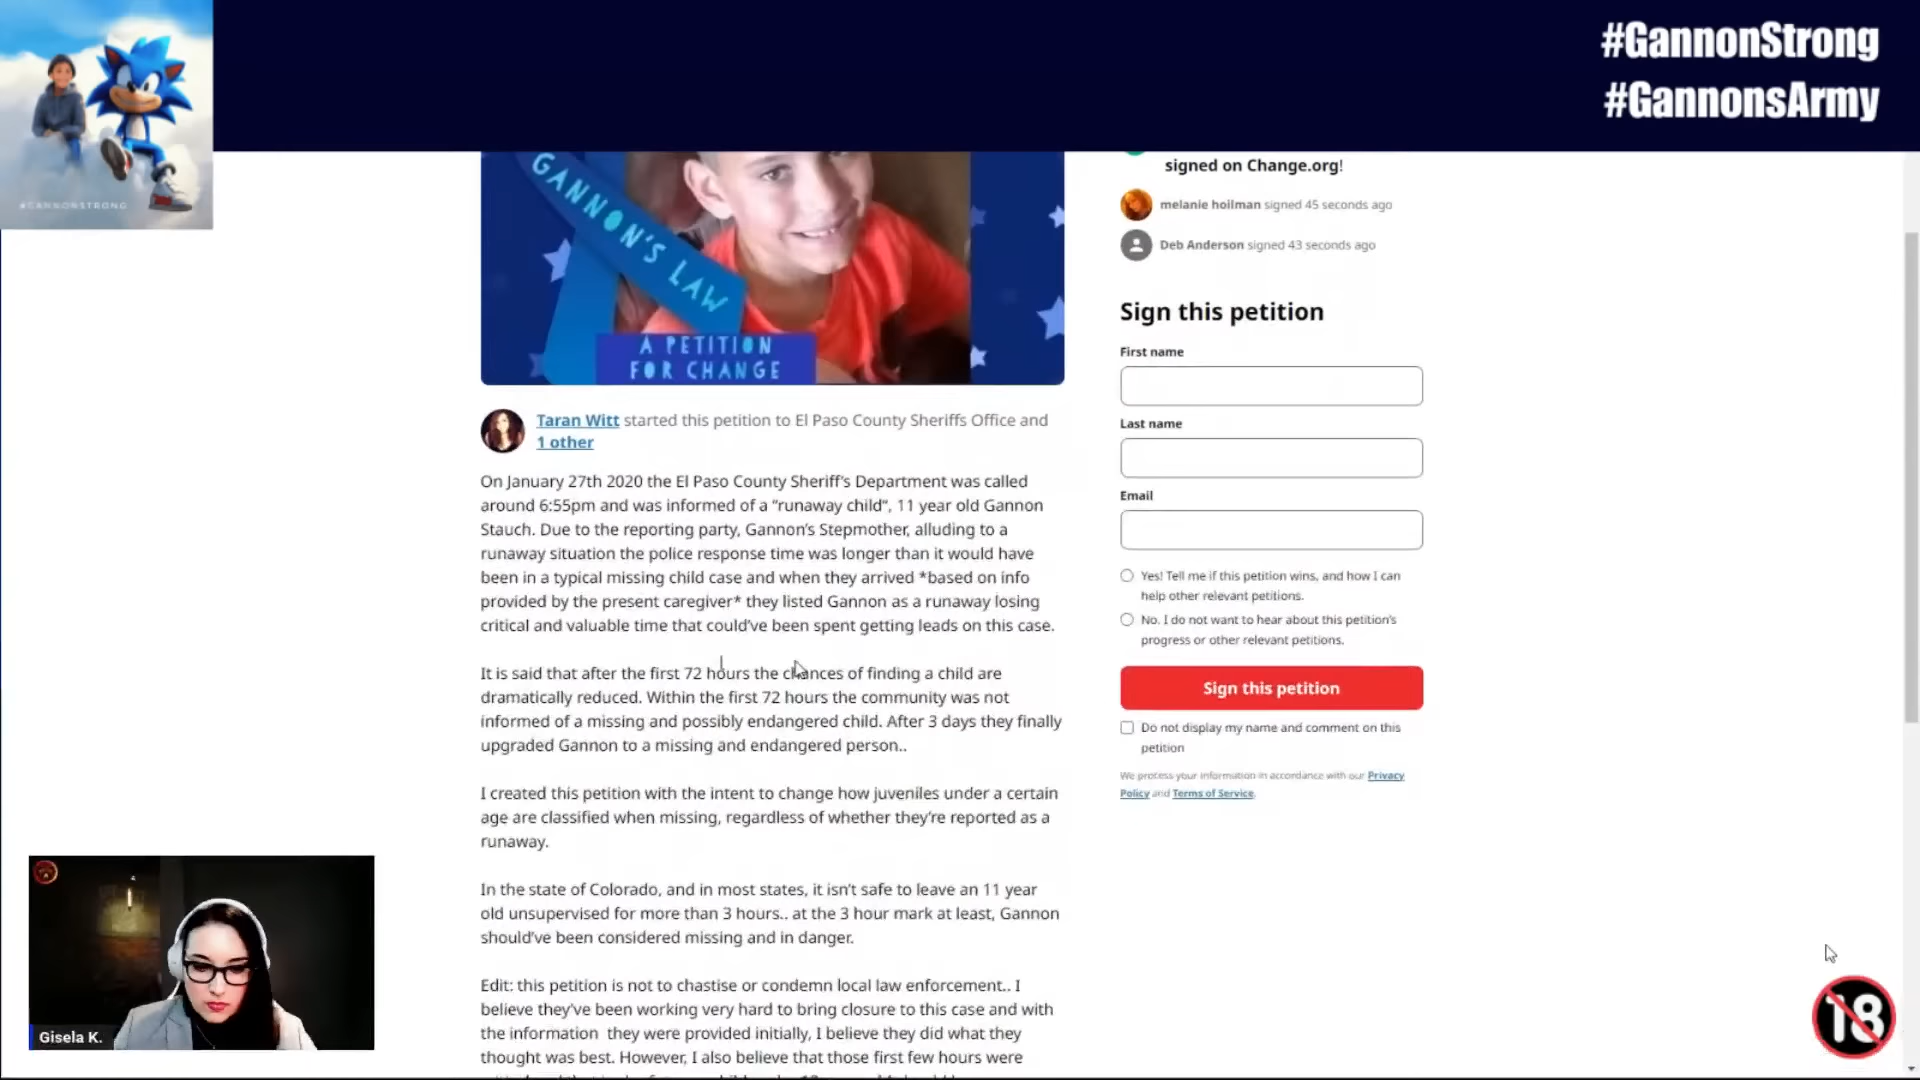 #GannonStrong
#GannonsArmy
#GANNONSTRONG
GANNON'S LAW
A PETITION
FOR CHANGE
signed on Change.org!
melanie hoilman signed 45 seconds ago
Deb Anderson signed 43 seconds ago
Sign this petition
First name
Last name
Email
Yes! Tell me if this petition wins, and how I can
help other relevant petitions.
No. I do not want to hear about this petition's
progress or other relevant petitions.
Sign this petition
Do not display my name and comment on this
petition
We process your information in accordance with our Privacy
Policy and Terms of Service.
Taran Witt started this petition to El Paso County Sheriffs Office and
1 other
On January 27th 2020 the El Paso County Sheriff's Department was called
around 6:55pm and was informed of a "runaway child", 11 year old Gannon
Stauch. Due to the reporting party, Gannon's Stepmother, alluding to a
runaway situation the police response time was longer than it would have
been in a typical missing child case and when they arrived *based on info
provided by the present caregiver* they listed Gannon as a runaway losing
critical and valuable time that could've been spent getting leads on this case.
It is said that after the first 72 hours the chances of finding a child are
dramatically reduced. Within the first 72 hours the community was not
informed of a missing and possibly endangered child. After 3 days they finally
upgraded Gannon to a missing and endangered person..
I created this petition with the intent to change how juveniles under a certain
age are classified when missing, regardless of whether they're reported as a
runaway.
In the state of Colorado, and in most states, it isn't safe to leave an 11 year
old unsupervised for more than 3 hours.. at the 3 hour mark at least, Gannon
should've been considered missing and in danger.
Edit: this petition is not to chastise or condemn local law enforcement.. I
believe they've been working very hard to bring closure to this case and with
the information they were provided initially, I believe they did what they
thought was best. However, I also believe that those first few hours were
Gisela K.
18